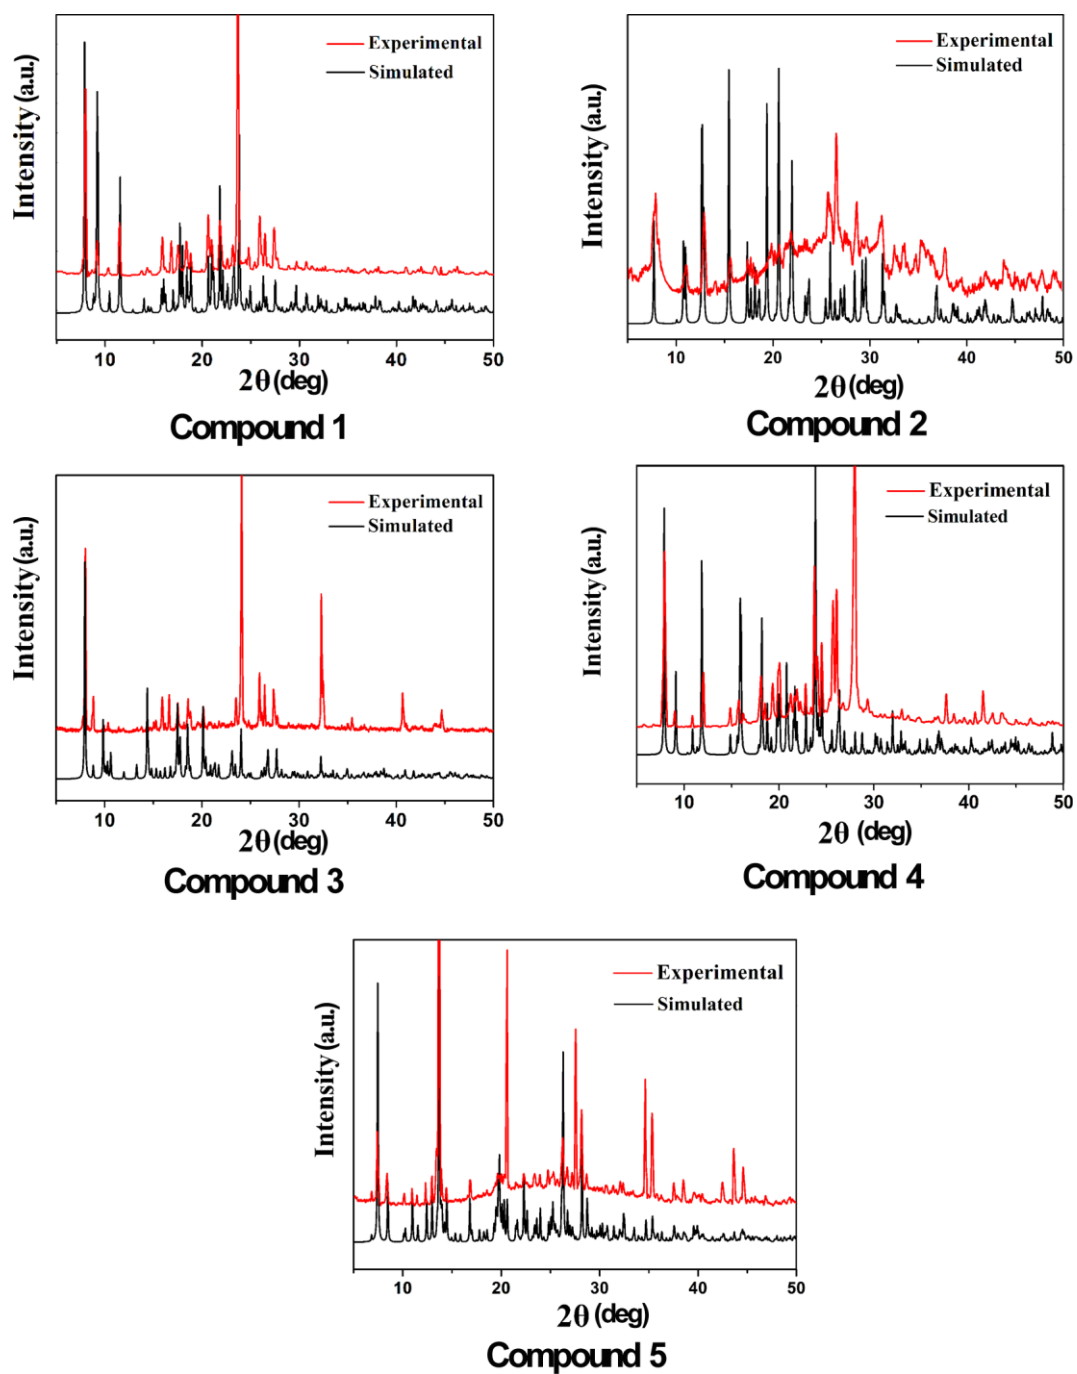 Intensity (a.u.)
Experimental
Simulated
10 20 30 40 50
2θ (deg)
Compound 1
Intensity (a.u.)
Experimental
Simulated
10 20 30 40 50
2θ (deg)
Compound 2
Intensity (a.u.)
Experimental
Simulated
10 20 30 40 50
2θ (deg)
Compound 3
Intensity (a.u.)
Experimental
Simulated
10 20 30 40 50
2θ (deg)
Compound 4
Intensity (a.u.)
Experimental
Simulated
10 20 30 40 50
2θ (deg)
Compound 5